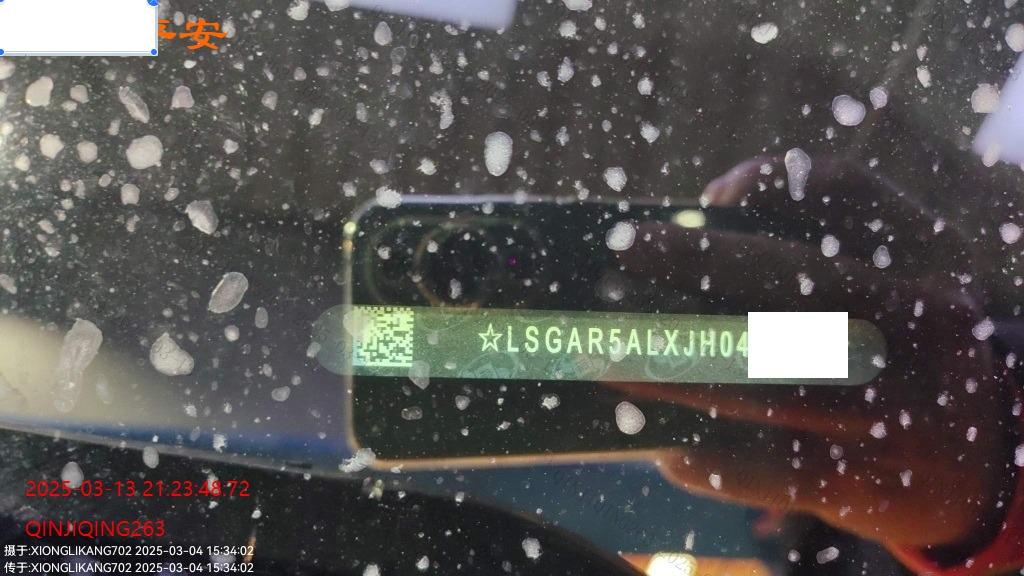 平安
☆LSGAR5ALXJH04
2025-03-13 21:23:48.72
QINJIQING263
摄于:XIONGLIKANG702 2025-03-04 15:34:02
传于:XIONGLIKANG702 2025-03-04 15:34:02